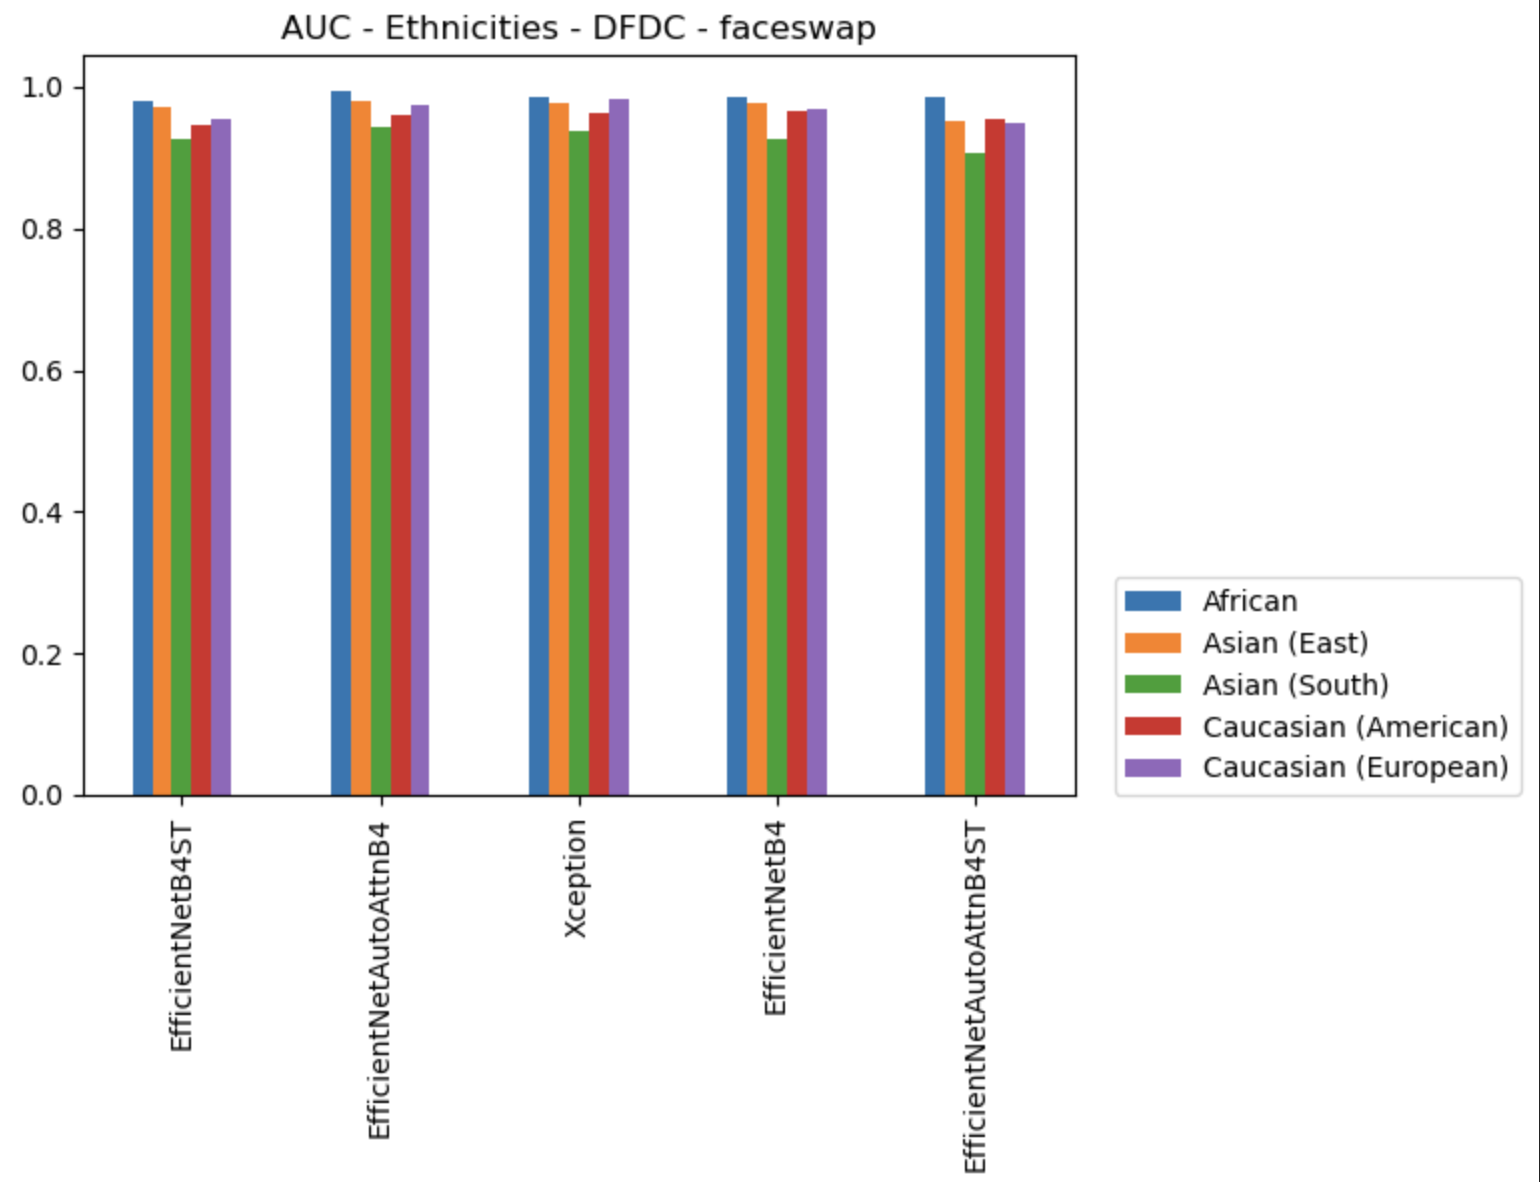 AUC - Ethnicities - DFDC - faceswap
1.0
0.8
0.6
0.4
0.2
0.0
EfficientNetB4ST
EfficientNetAutoAttnB4
Xception
EfficientNetB4
EfficientNetAutoAttnB4ST
African
Asian (East)
Asian (South)
Caucasian (American)
Caucasian (European)